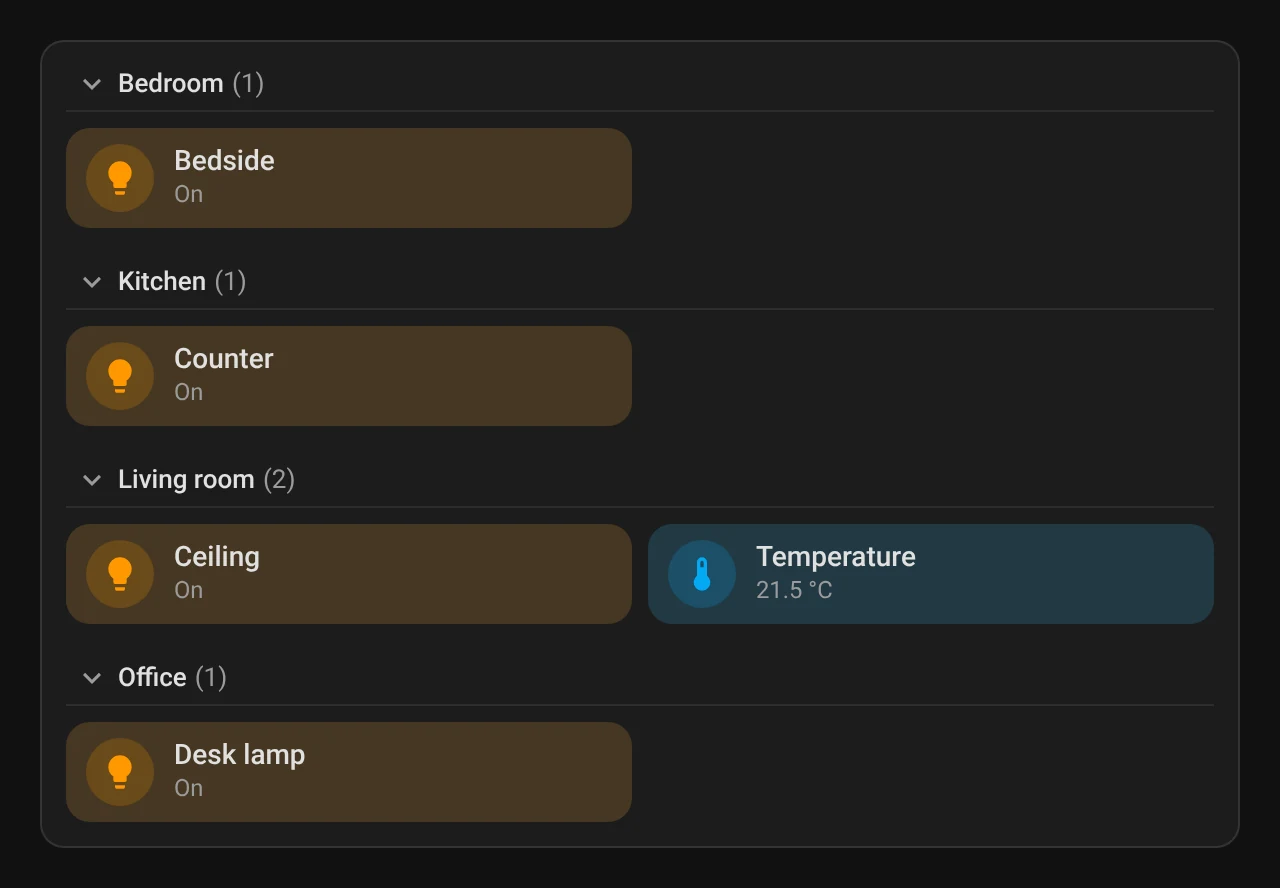 Bedroom (1)
Bedside
On
Kitchen (1)
Counter
On
Living room (2)
Ceiling
On
Temperature
21.5 °C
Office (1)
Desk lamp
On